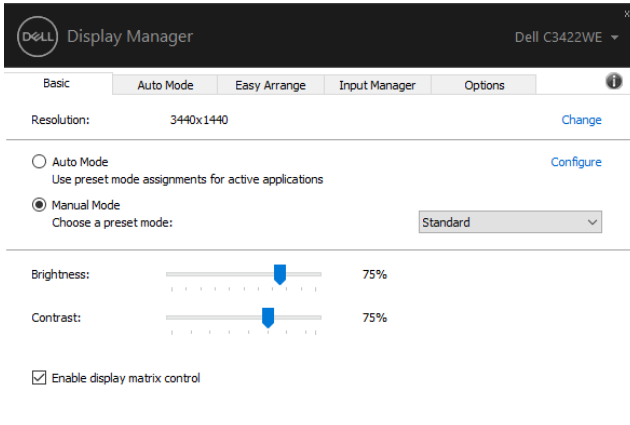 x
DELL Display Manager Dell C3422WE
Basic Auto Mode Easy Arrange Input Manager Options
Resolution: 3440x1440 Change
Auto Mode Configure
Use preset mode assignments for active applications
Manual Mode
Choose a preset mode: Standard
Brightness: 75%
Contrast: 75%
Enable display matrix control